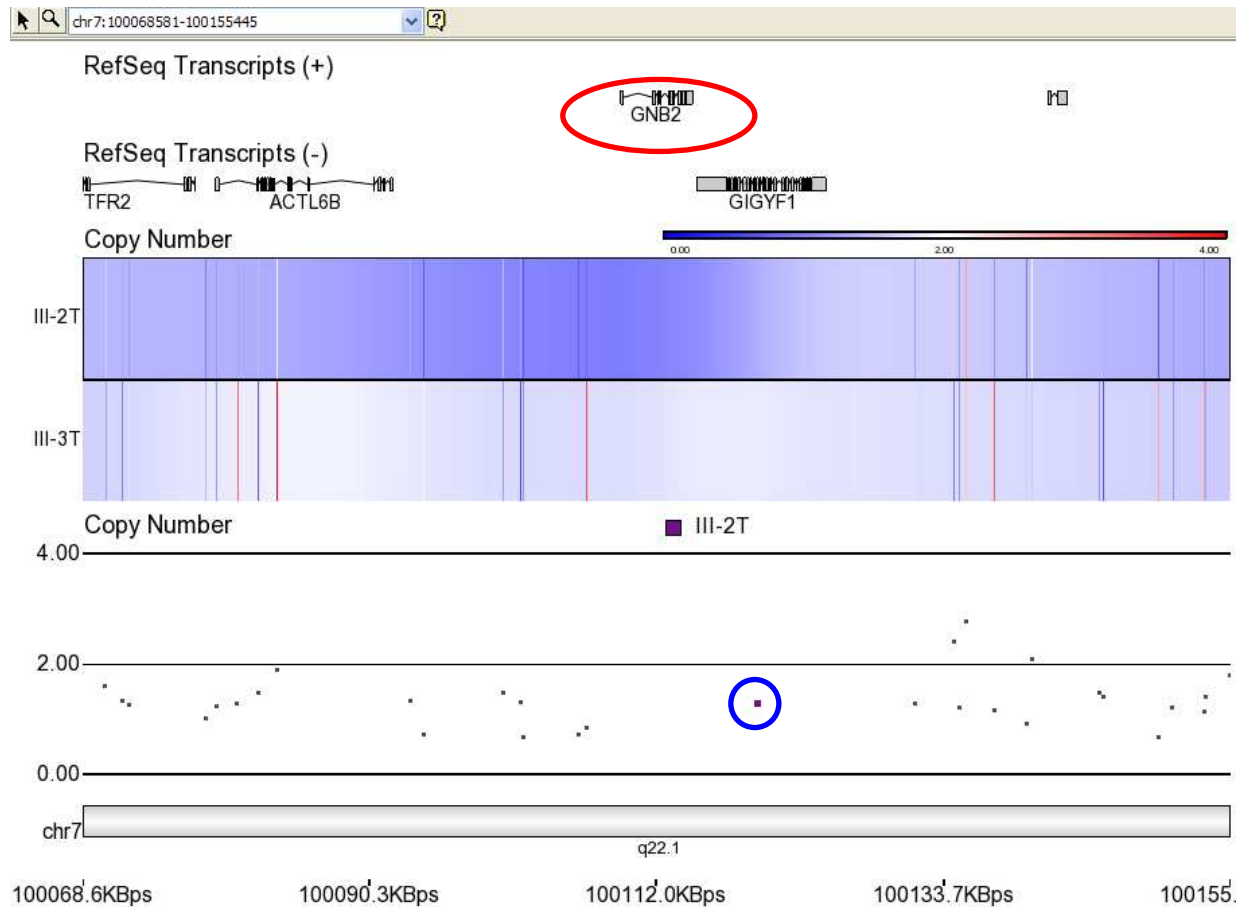 chr7:100068581-100155445
RefSeq Transcripts (+)
GNB2
RefSeq Transcripts (-)
TFR2
ACTL6B
GIGYF1
Copy Number
0.00
2.00
4.00
III-2T
III-3T
Copy Number
III-2T
4.00
2.00
0.00
chr7
q22.1
100068.6KBps
100090.3KBps
100112.0KBps
100133.7KBps
100155.